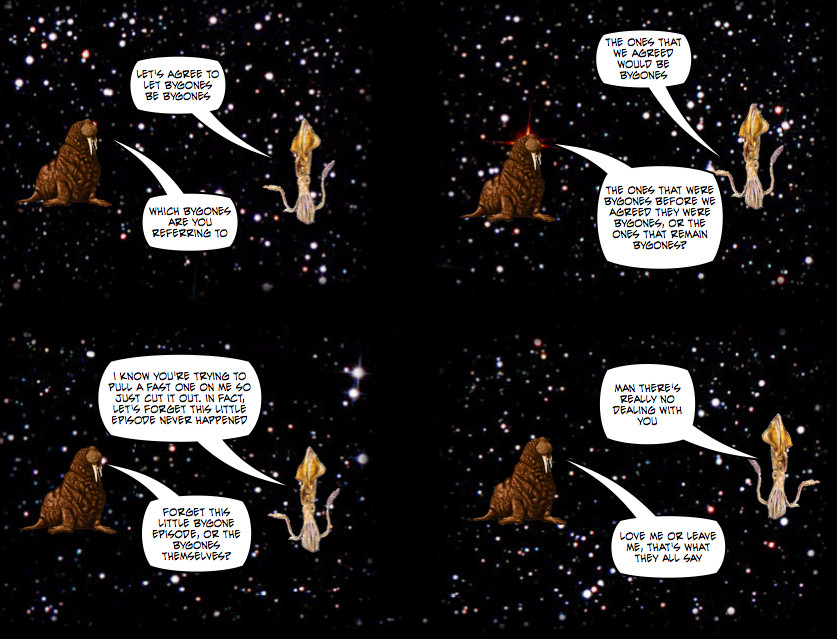 LET'S AGREE TO
LET BYGONES
BE BYGONES
WHICH BYGONES
ARE YOU
REFERRING TO
THE ONES THAT
WE AGREED
WOULD BE
BYGONES
THE ONES THAT WERE
BYGONES BEFORE WE
AGREED THEY WERE
BYGONES, OR THE
ONES THAT REMAIN
BYGONES?
I KNOW YOU'RE TRYING TO
PULL A FAST ONE ON ME SO
JUST CUT IT OUT. IN FACT,
LET'S FORGET THIS LITTLE
EPISODE NEVER HAPPENED
FORGET THIS
LITTLE BYGONE
EPISODE, OR THE
BYGONES
THEMSELVES?
MAN THERE'S
REALLY NO
DEALING WITH
YOU
LOVE ME OR LEAVE
ME, THAT'S WHAT
THEY ALL SAY